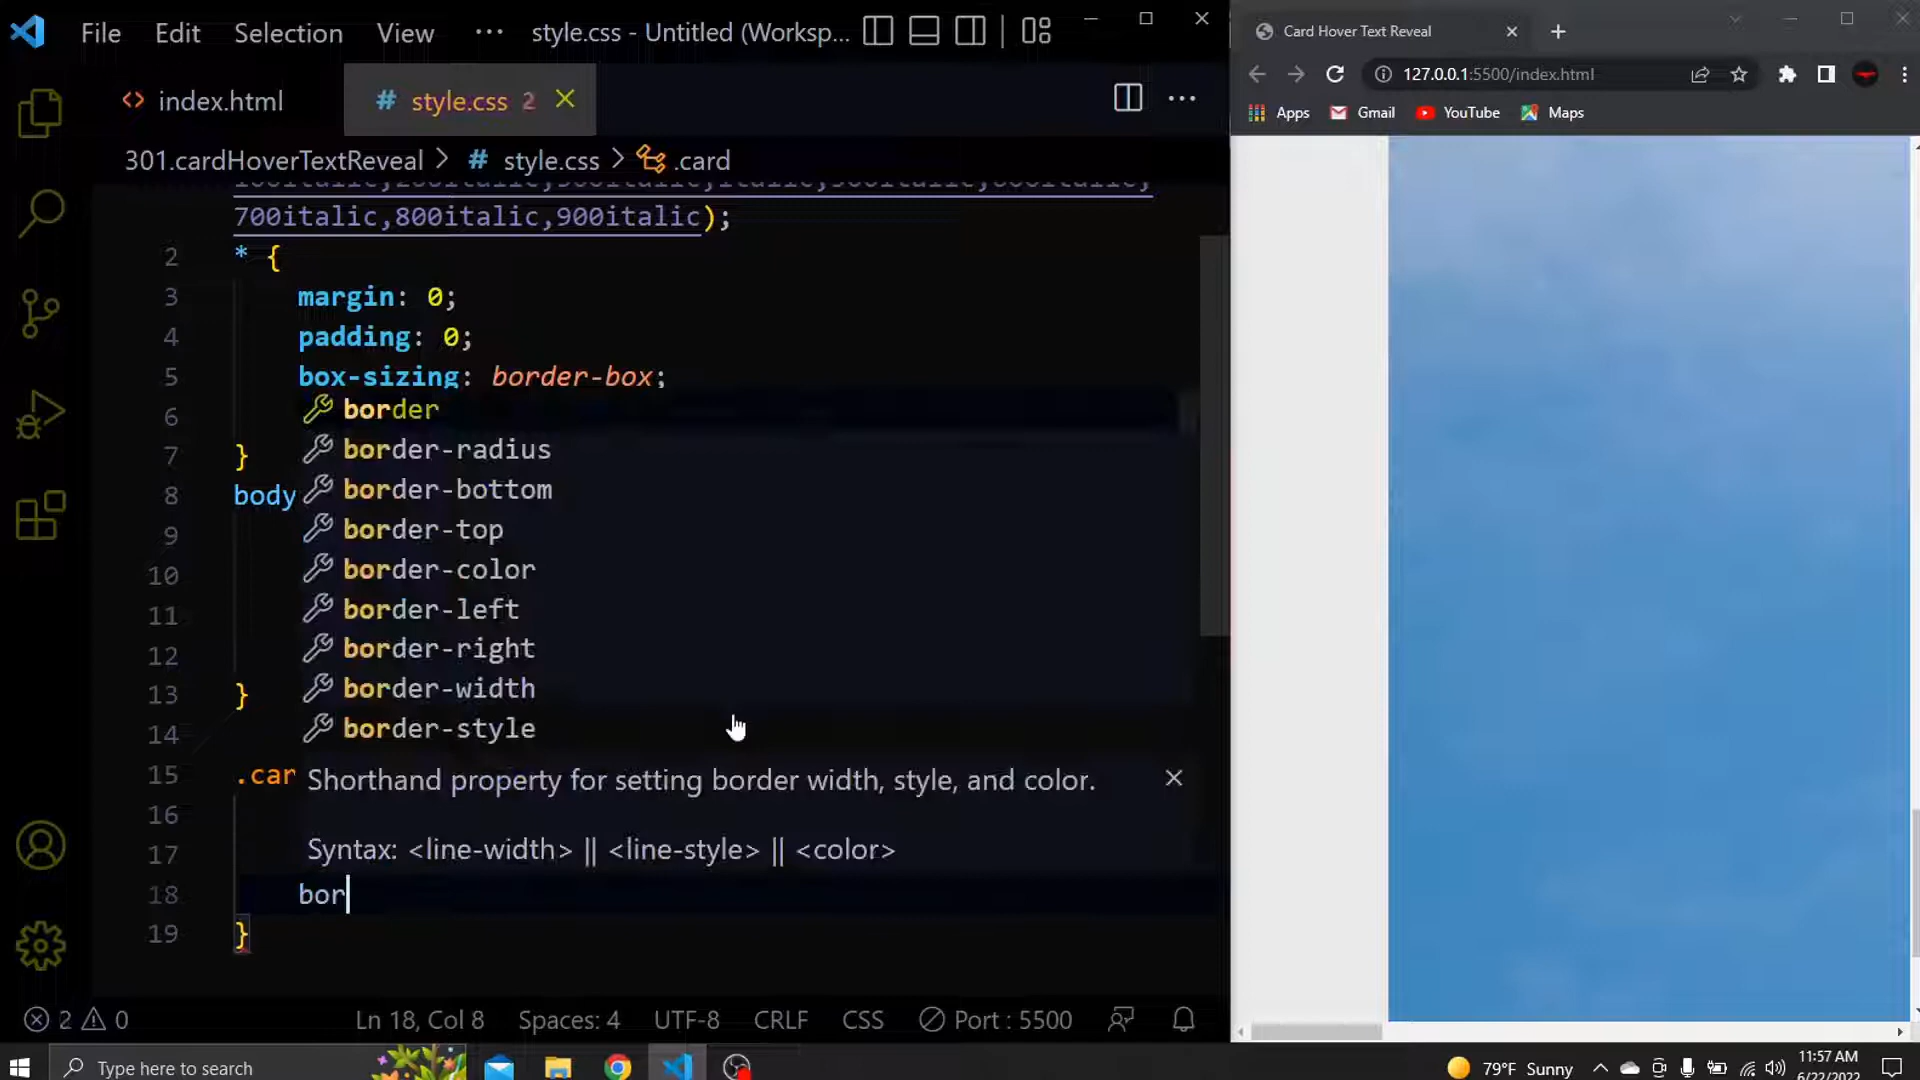 File Edit Selection View ··· style.css - Untitled (Worksp...
index.html # style.css 2
301.cardHoverTextReveal > # style.css > .card
100italic,200italic,300italic,italic,500italic,600italic,
700italic,800italic,900italic);
2 * {
3 margin: 0;
4 padding: 0;
5 box-sizing: border-box;
6 border
border-radius
7 }
8 body border-bottom
9 border-top
10 border-color
11 border-left
12 border-right
13 } border-width
14 border-style
15 .car Shorthand property for setting border width, style, and color.
16
17 Syntax: <line-width> || <line-style> || <color>
18 bor
19 }
2 0 Ln 18, Col 8 Spaces: 4 UTF-8 CRLF CSS Port : 5500
Card Hover Text Reveal
127.0.0.1:5500/index.html
Apps Gmail YouTube Maps
Type here to search
79°F Sunny
11:57 AM
6/22/2022